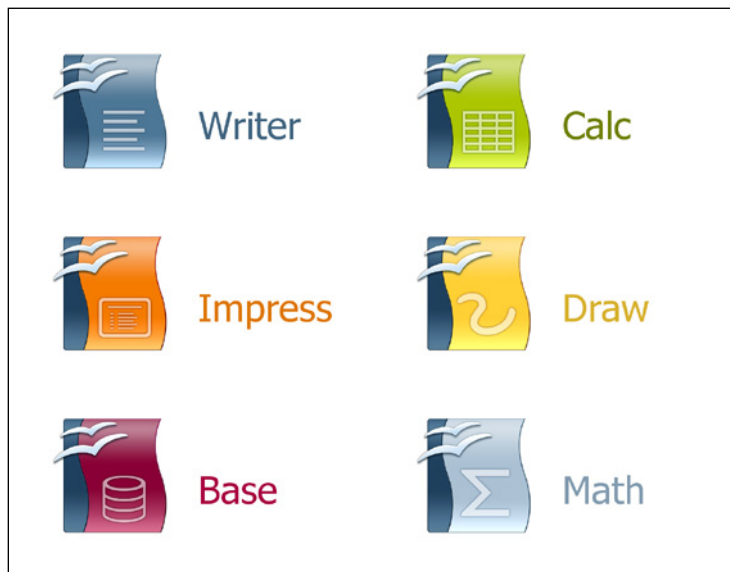 Writer
Calc
Impress
Draw
Base
Math